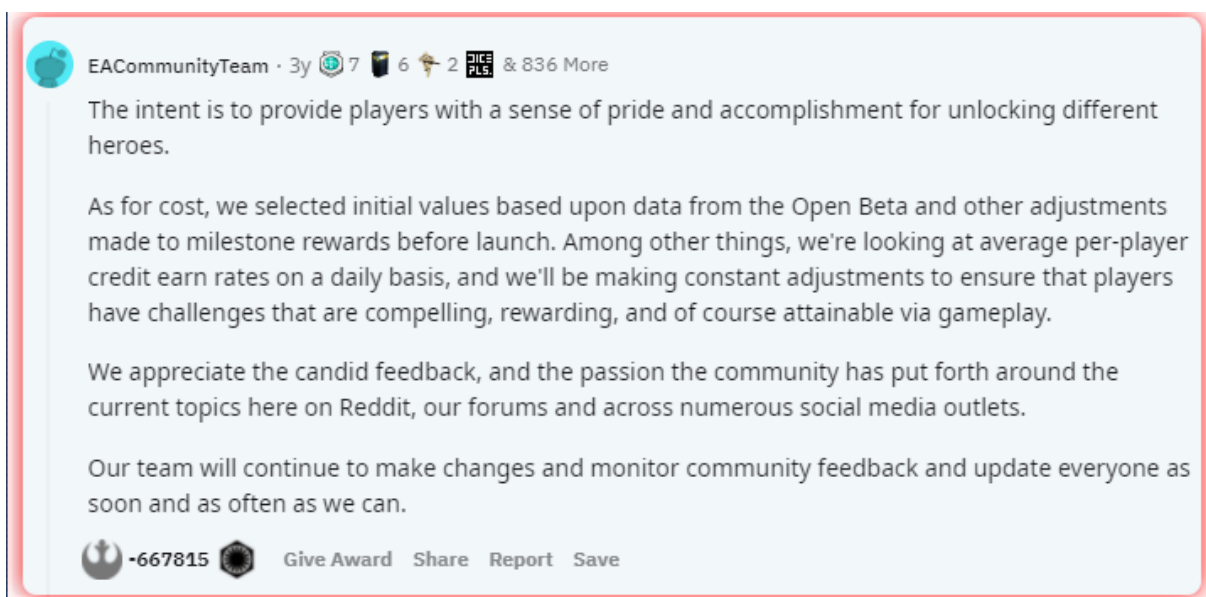 EACommunityTeam · 3y 7 6 2 DICE PLS. & 836 More
The intent is to provide players with a sense of pride and accomplishment for unlocking different
heroes.
As for cost, we selected initial values based upon data from the Open Beta and other adjustments
made to milestone rewards before launch. Among other things, we're looking at average per-player
credit earn rates on a daily basis, and we'll be making constant adjustments to ensure that players
have challenges that are compelling, rewarding, and of course attainable via gameplay.
We appreciate the candid feedback, and the passion the community has put forth around the
current topics here on Reddit, our forums and across numerous social media outlets.
Our team will continue to make changes and monitor community feedback and update everyone as
soon and as often as we can.
-667815 Give Award Share Report Save